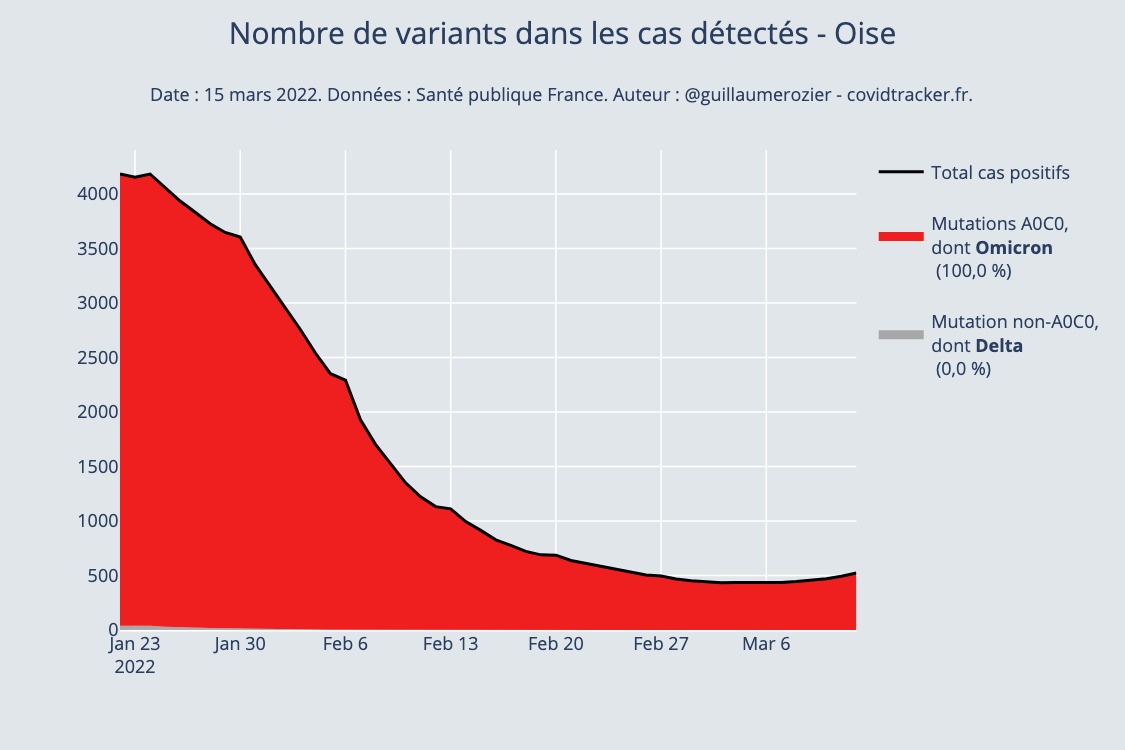 Nombre de variants dans les cas détectés - Oise
Date : 15 mars 2022. Données : Santé publique France. Auteur : @guillaumerozier - covidtracker.fr.
Total cas positifs
Mutations A0C0,
dont Omicron
(100,0 %)
Mutation non-A0C0,
dont Delta
(0,0 %)
4000
3500
3000
2500
2000
1500
1000
500
0
Jan 23 Jan 30 Feb 6 Feb 13 Feb 20 Feb 27 Mar 6
2022